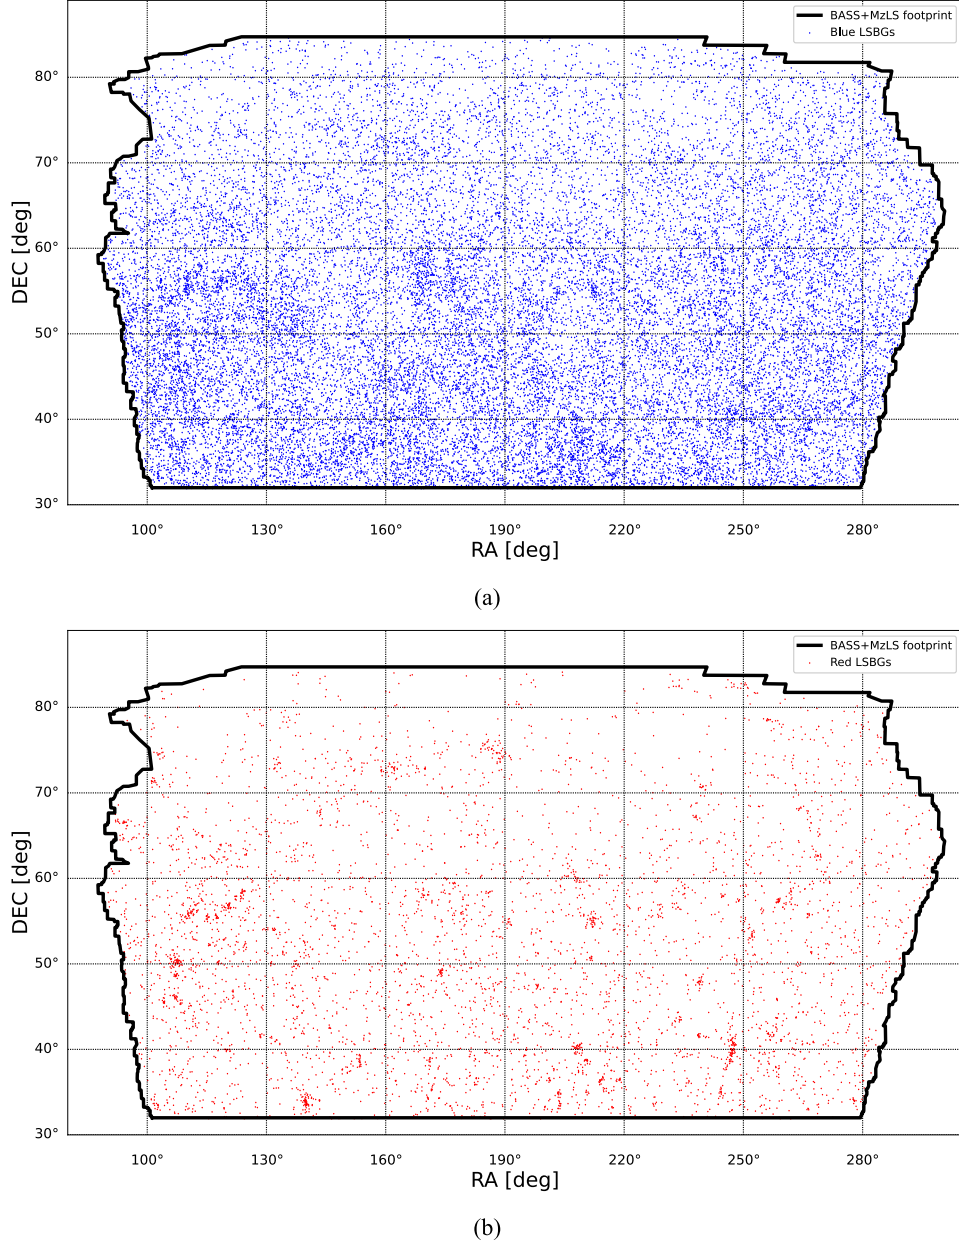 BASS+MzLS footprint
Blue LSBGs
80°
70°
60°
50°
40°
30°
DEC [deg]
100° 130° 160° 190° 220° 250° 280°
RA [deg]
(a)
BASS+MzLS footprint
Red LSBGs
80°
70°
60°
50°
40°
30°
DEC [deg]
100° 130° 160° 190° 220° 250° 280°
RA [deg]
(b)